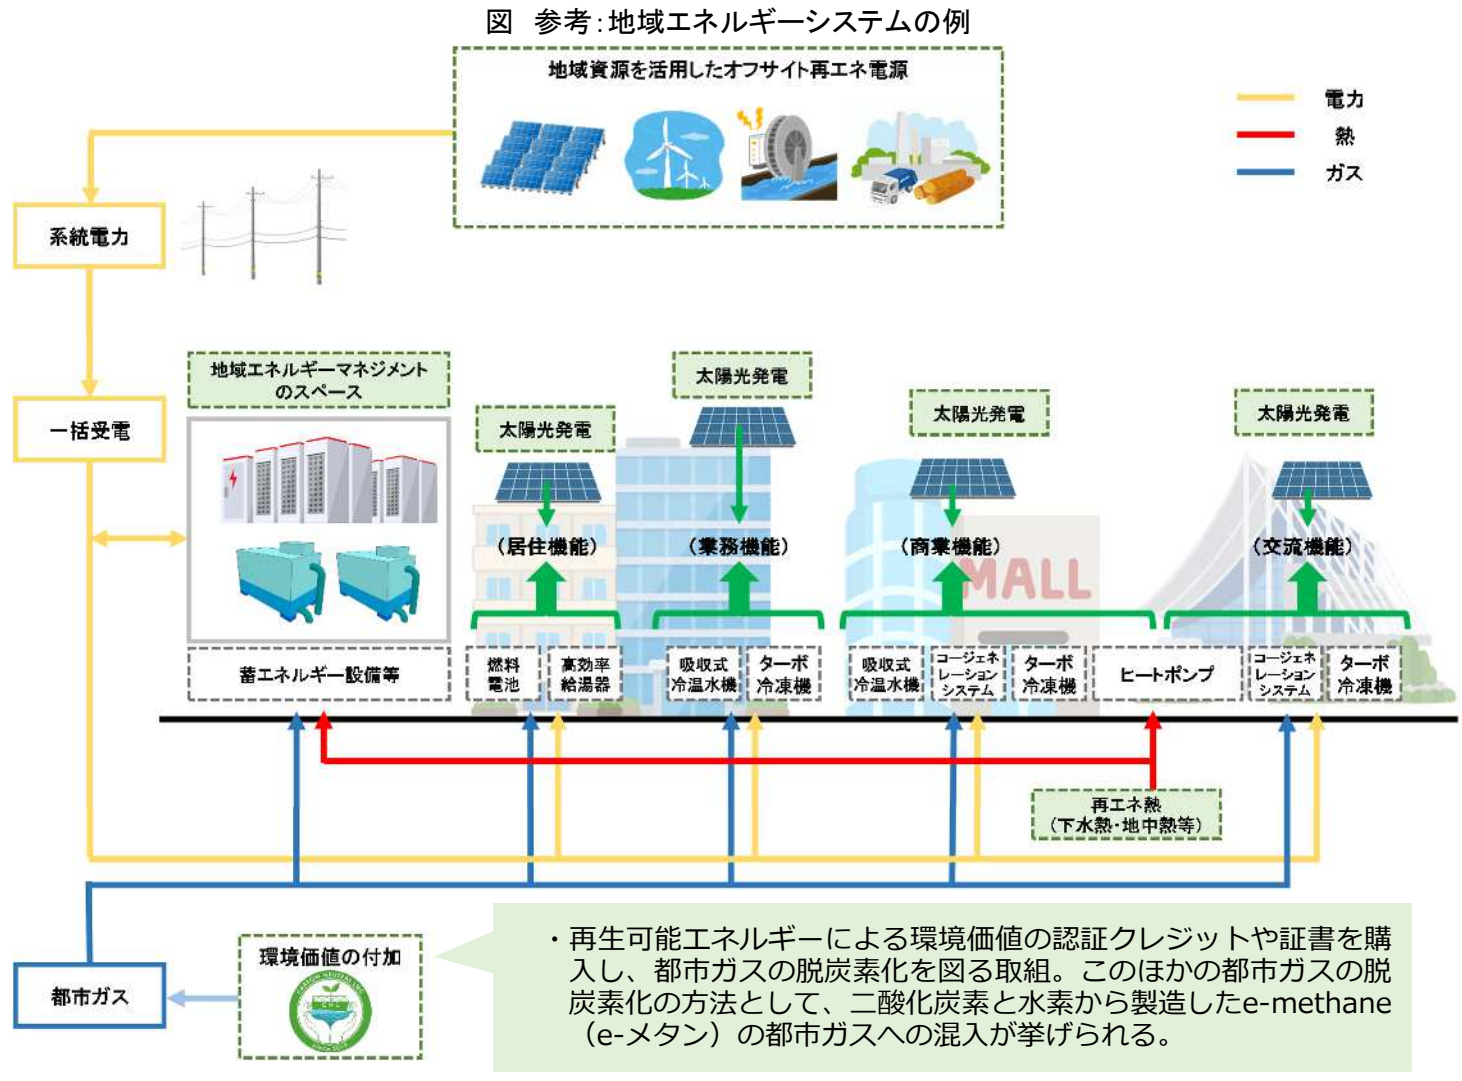 図 参考:地域エネルギーシステムの例
地域資源を活用したオフサイト再エネ電源
電力
熱
ガス
系統電力
一括受電
地域エネルギーマネジメント
のスペース
太陽光発電
太陽光発電
太陽光発電
太陽光発電
(居住機能)
(業務機能)
(商業機能)
(交流機能)
MALL
蓄エネルギー設備等
燃料
電池
高効率
給湯器
吸収式
冷温水機
ターボ
冷凍機
吸収式
冷温水機
コージェネ
レーション
システム
ターボ
冷凍機
ヒートポンプ
コージェネ
レーション
システム
ターボ
冷凍機
再エネ熱
(下水熱・地中熱等)
都市ガス
環境価値の付加
・再生可能エネルギーによる環境価値の認証クレジットや証書を購
入し、都市ガスの脱炭素化を図る取組。このほかの都市ガスの脱
炭素化の方法として、二酸化炭素と水素から製造したe-methane
(e-メタン)の都市ガスへの混入が挙げられる。